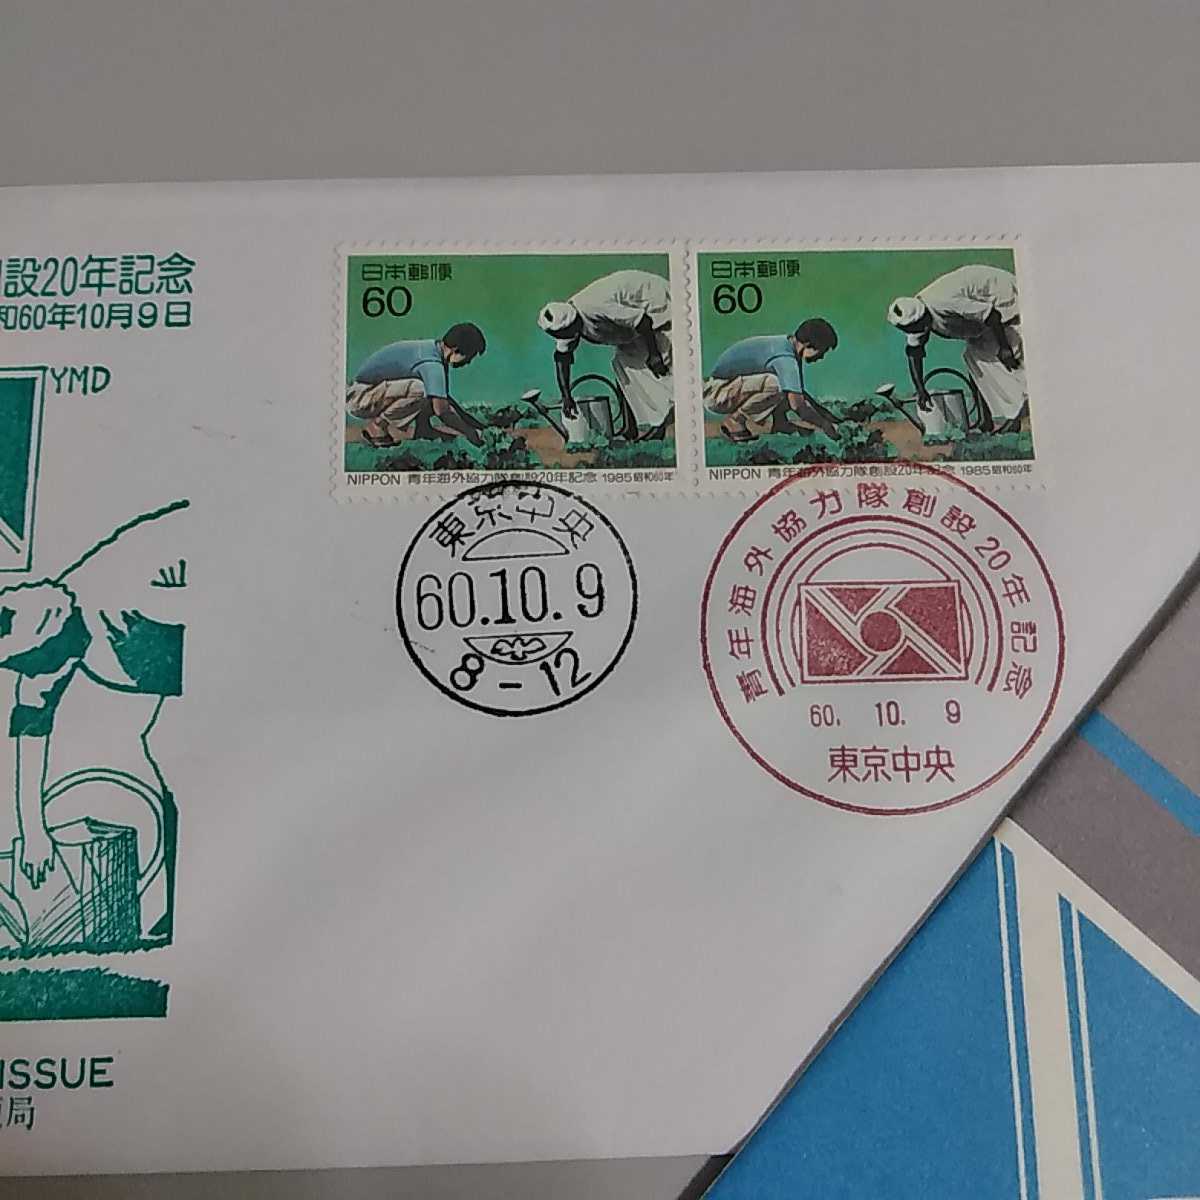 設20年記念
和60年10月9日
YMD
ISSUE
局
日本郵便
60
NIPPON 青年海外協力隊創設20年記念 1985 昭和60年
日本郵便
60
NIPPON 青年海外協力隊創設20年記念 1985 昭和60年
東京中央
60.10.9
8-12
青年海外協力隊創設20年記念
60. 10. 9
東京中央